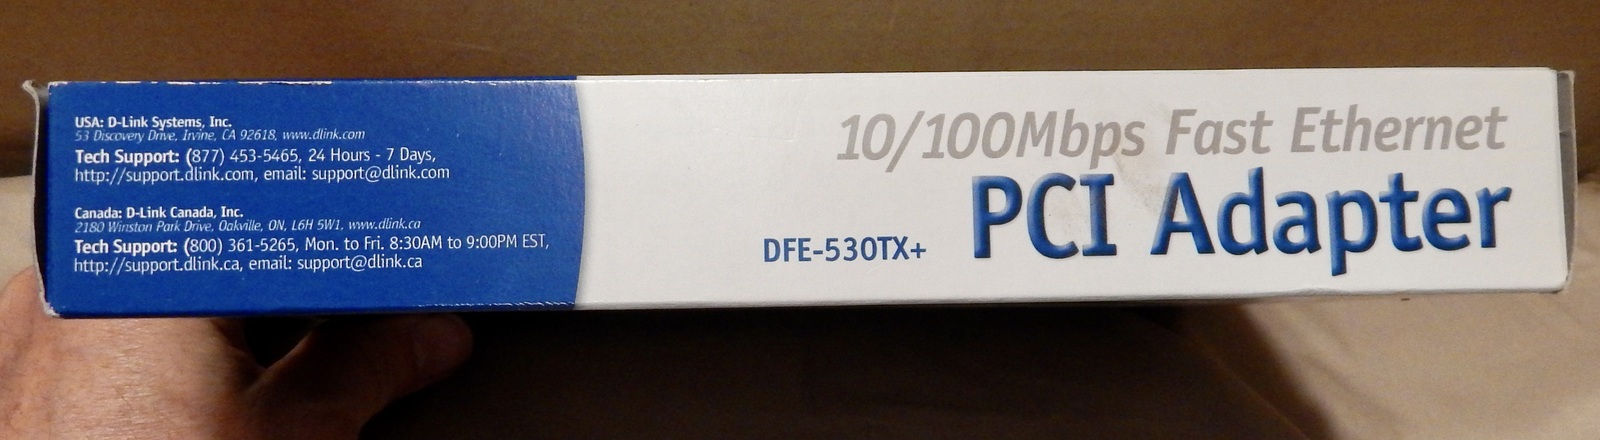 USA: D-Link Systems, Inc.
53 Discovery Drive, Irvine, CA 92618, www.dlink.com
Tech Support: (877) 453-5465, 24 Hours - 7 Days,
http://support.dlink.com, email: support@dlink.com
Canada: D-Link Canada, Inc.
2180 Winston Park Drive, Oakville, ON, L6H 5W1, www.dlink.ca
Tech Support: (800) 361-5265, Mon. to Fri. 8:30AM to 9:00PM EST,
http://support.dlink.ca, email: support@dlink.ca
10/100Mbps Fast Ethernet
PCI Adapter
DFE-530TX+